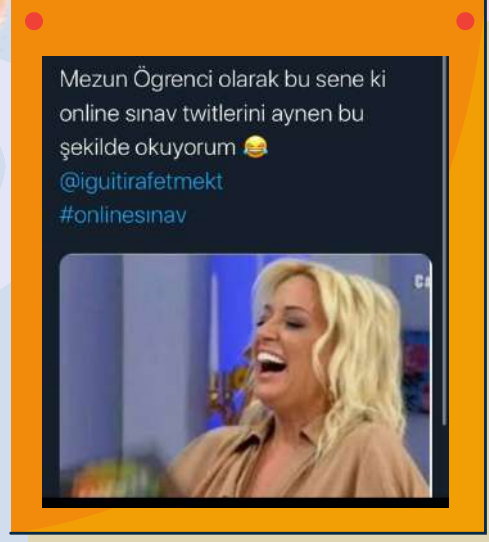 Mezun Ögrenci olarak bu sene ki
online sınav twitlerini aynen bu
şekilde okuyorum 😂
@iguitirafetmekt
#onlinesınav